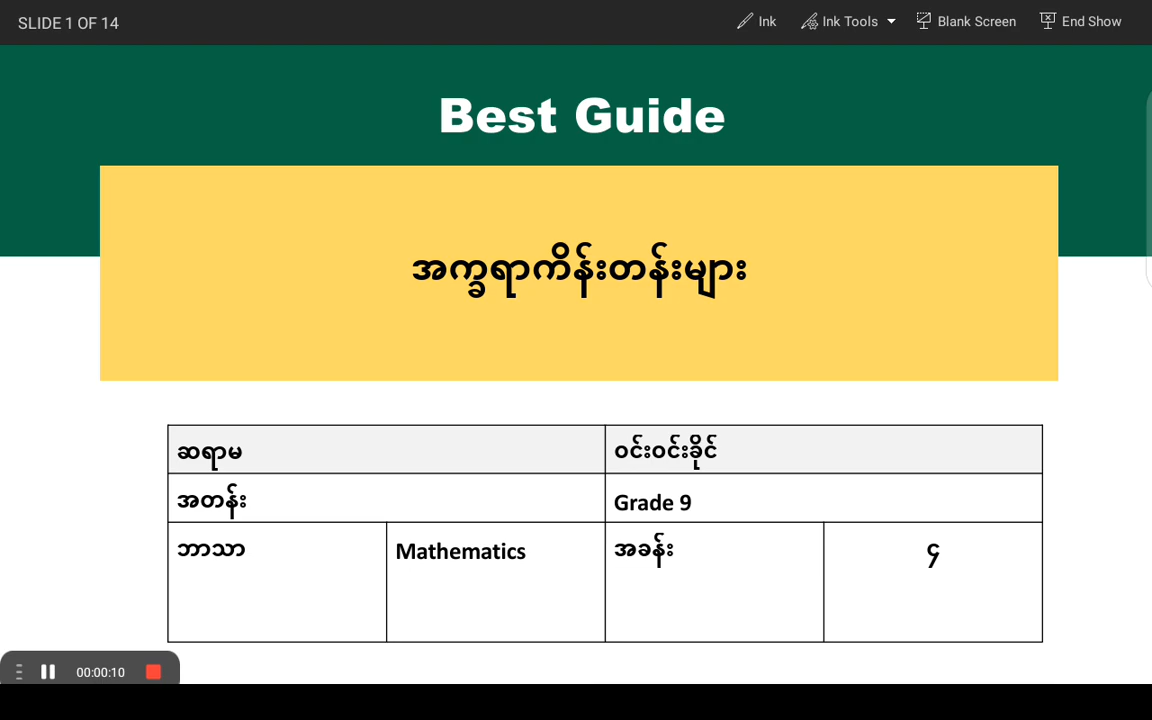 SLIDE 1 OF 14
Ink
Ink Tools
Blank Screen
End Show
Best Guide
အက္ခရာကိန်းတန်းများ
ဆရာမ
ဝင်းဝင်းခိုင်
အတန်း
Grade 9
ဘာသာ
Mathematics
အခန်း
၄
00:00:10